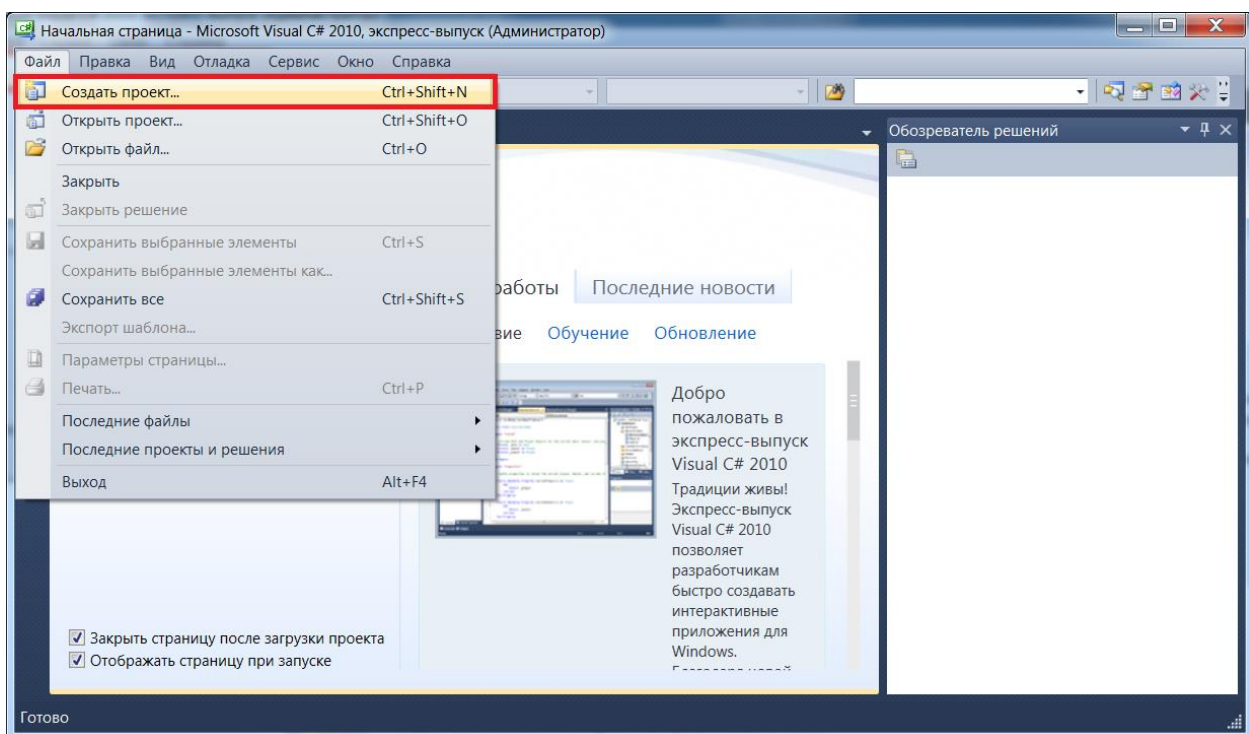 Начальная страница - Microsoft Visual C# 2010, экспресс-выпуск (Администратор)
Файл Правка Вид Отладка Сервис Окно Справка
Создать проект... Ctrl+Shift+N
Открыть проект... Ctrl+Shift+O
Открыть файл... Ctrl+O
Закрыть
Закрыть решение
Сохранить выбранные элементы Ctrl+S
Сохранить выбранные элементы как...
Сохранить все Ctrl+Shift+S
Экспорт шаблона...
Параметры страницы...
Печать... Ctrl+P
Последние файлы
Последние проекты и решения
Выход Alt+F4
Обозреватель решений
работы Последние новости
вие Обучение Обновление
Добро
пожаловать в
экспресс-выпуск
Visual C# 2010
Традиции живы!
Экспресс-выпуск
Visual C# 2010
позволяет
разработчикам
быстро создавать
интерактивные
приложения для
Windows.
Закрыть страницу после загрузки проекта
Отображать страницу при запуске
Готово